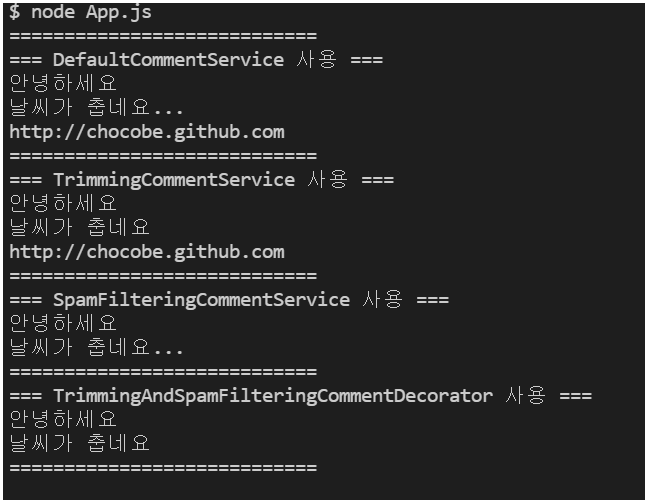 $ node App.js
============================
=== DefaultCommentService 사용 ===
안녕하세요
날씨가 춥네요...
http://chocobe.github.com
============================
=== TrimmingCommentService 사용 ===
안녕하세요
날씨가 춥네요
http://chocobe.github.com
============================
=== SpamFilteringCommentService 사용 ===
안녕하세요
날씨가 춥네요...
============================
=== TrimmingAndSpamFilteringCommentDecorator 사용 ===
안녕하세요
날씨가 춥네요
============================